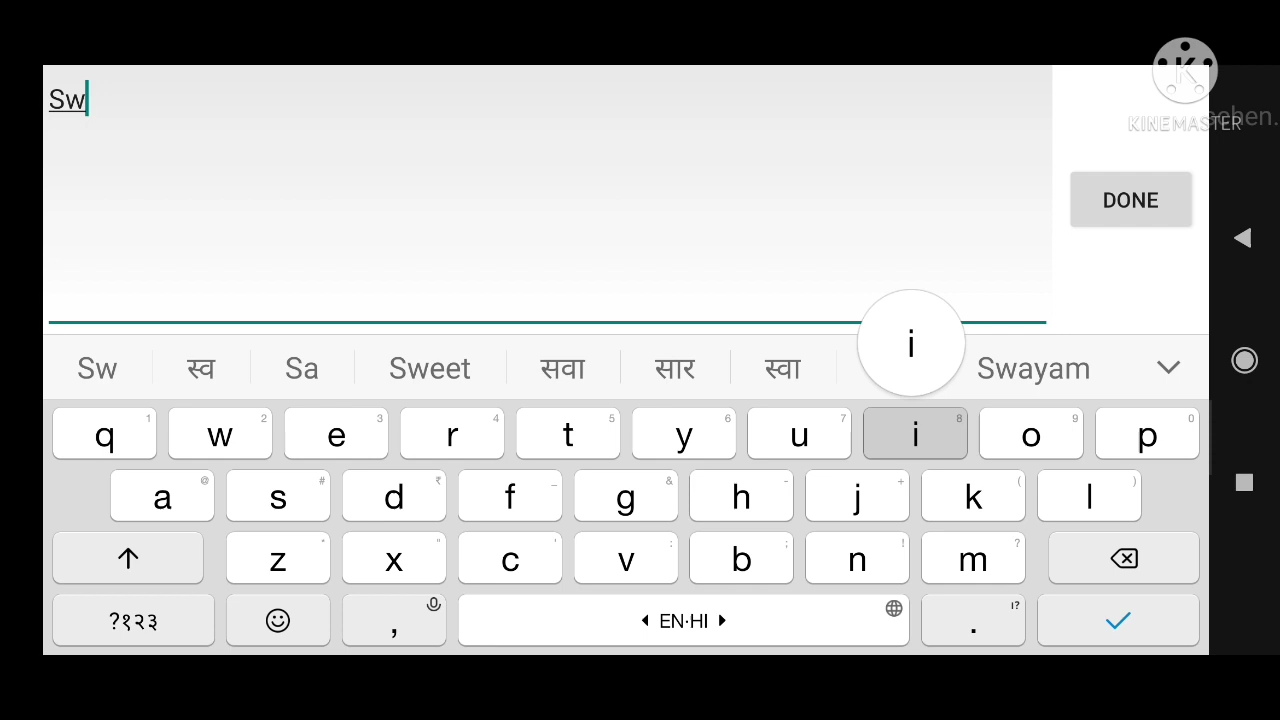 Sw
KINEMASTER
chen.
DONE
i
Sw स्व Sa Sweet सवा सार स्वा Swayam
q 1 w 2 e 3 r 4 t 5 y 6 u 7 i 8 o 9 p 0
a @ s # d ₹ f _ g & h - j + k ( l )
z * x " c ' v : b ; n ! m ?
?१२३ , EN·HI . ।?